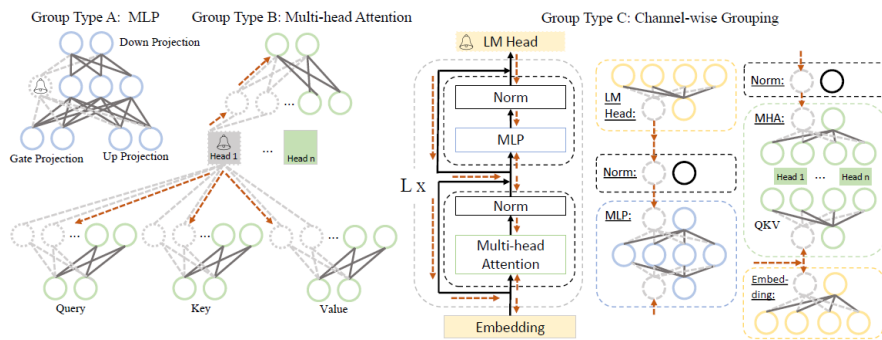 Group Type A: MLP
Group Type B: Multi-head Attention
Group Type C: Channel-wise Grouping
Down Projection
Gate Projection
Up Projection
...
Head 1
...
Head n
...
...
...
Query
Key
Value
L x
LM Head
Norm
MLP
Norm
Multi-head
Attention
Embedding
LM
Head:
Norm:
MLP:
Norm:
MHA:
Head 1
...
Head n
QKV
Embed-
ding: